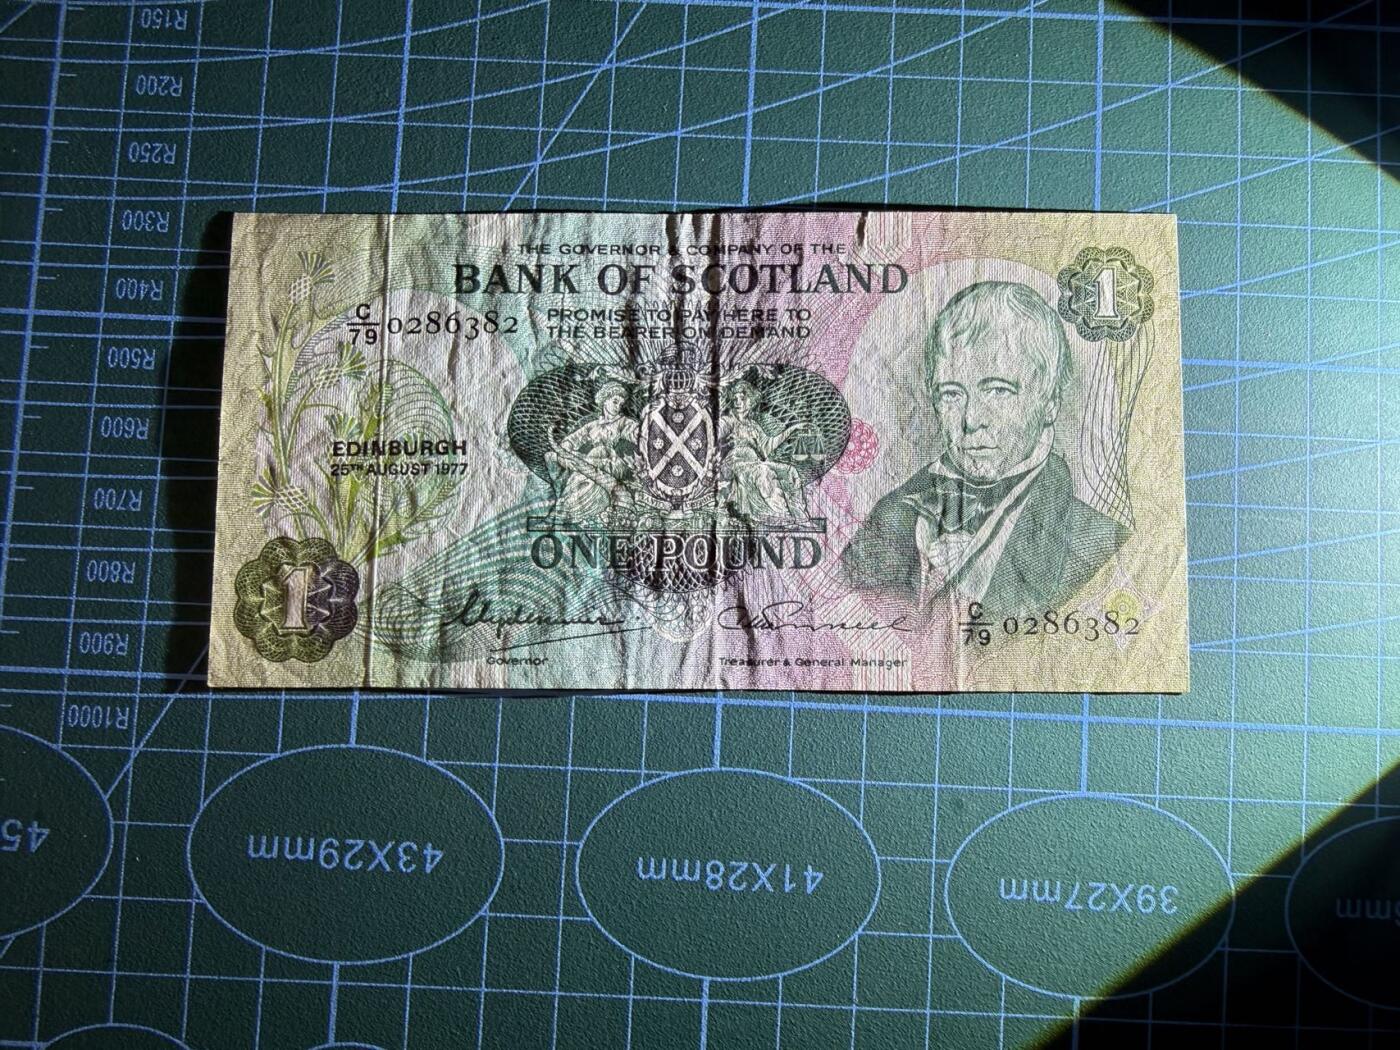 R150
R200
R250
R300
R400
R500
R600
R700
R800
R900
R1000
THE GOVERNOR & COMPANY OF THE
BANK OF SCOTLAND
PROMISE TO PAY HERE TO
THE BEARER ON DEMAND
C/79 0286382
1
EDINBURGH
25TH AUGUST 1977
ONE POUND
1
Governor
Treasurer & General Manager
C/79 0286382
45
43X29mm
41X28mm
39X27mm
mm